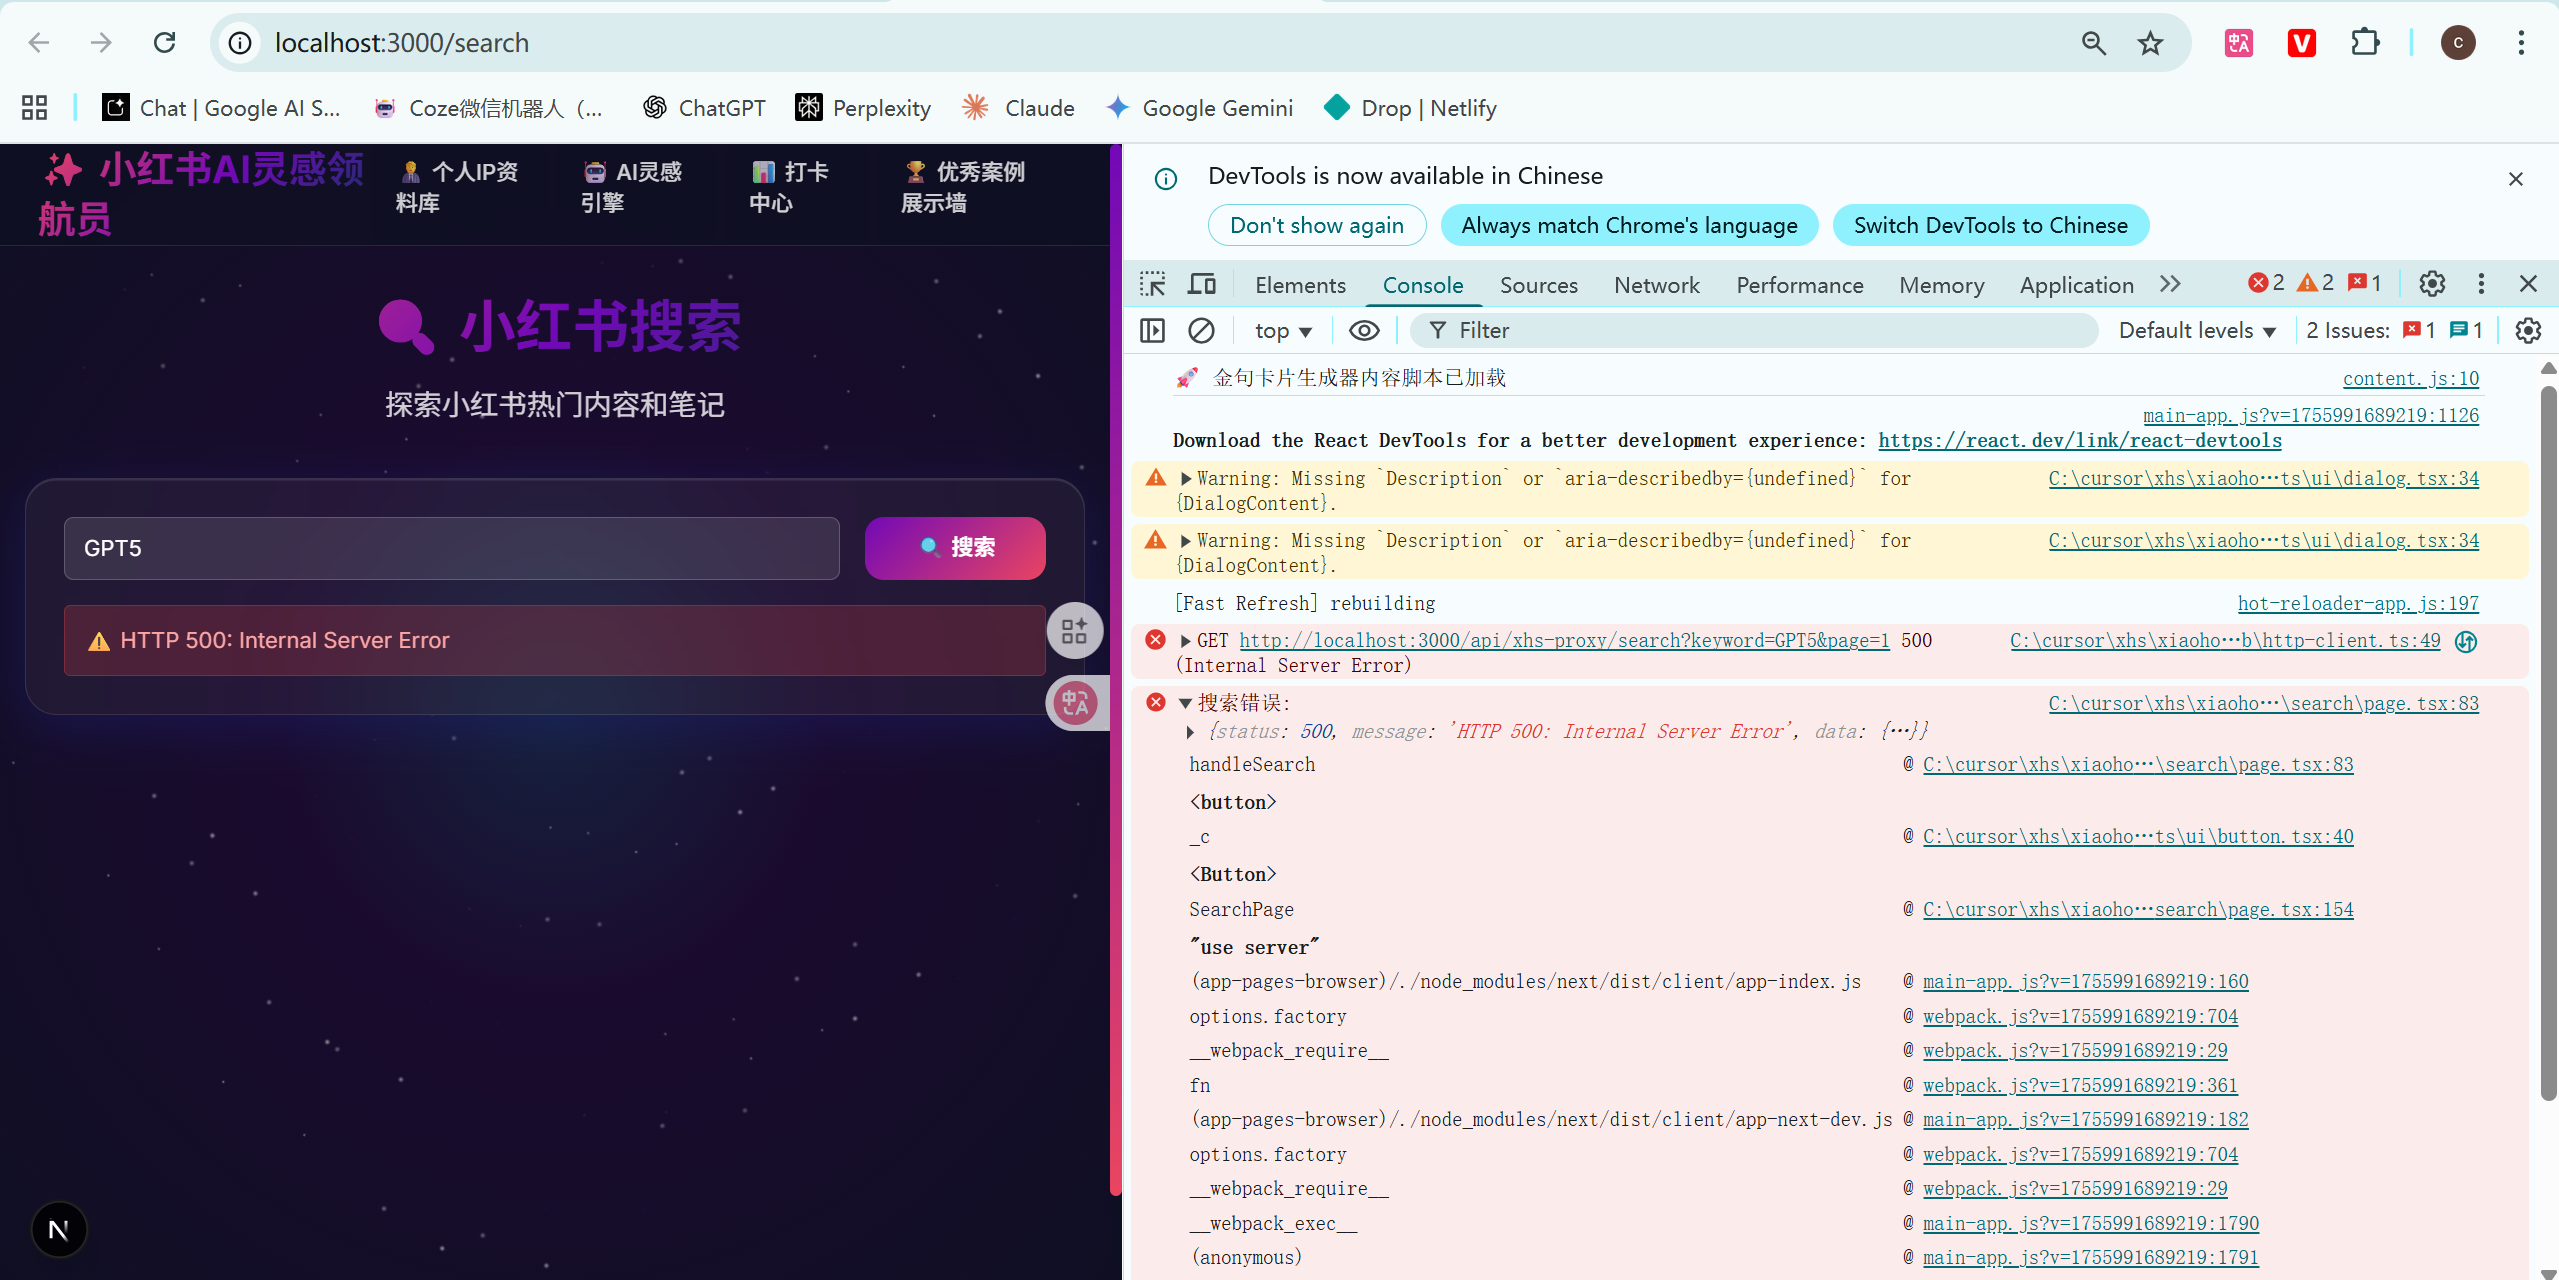 localhost:3000/search
c
Chat | Google AI S...
Coze微信机器人（...
ChatGPT
Perplexity
Claude
Google Gemini
Drop | Netlify
小红书AI灵感领
航员
个人IP资
料库
AI灵感
引擎
打卡
中心
优秀案例
展示墙
小红书搜索
探索小红书热门内容和笔记
GPT5
搜索
HTTP 500: Internal Server Error
中A
N
DevTools is now available in Chinese
Don't show again
Always match Chrome's language
Switch DevTools to Chinese
Elements
Console
Sources
Network
Performance
Memory
Application
2
2
1
top
Filter
Default levels
2 Issues:
1
1
金句卡片生成器内容脚本已加载 content.js:10
main-app.js?v=1755991689219:1126
Download the React DevTools for a better development experience: https://react.dev/link/react-devtools
Warning: Missing `Description` or `aria-describedby={undefined}` for C:\cursor\xhs\xiaoho…ts\ui\dialog.tsx:34
{DialogContent}.
Warning: Missing `Description` or `aria-describedby={undefined}` for C:\cursor\xhs\xiaoho…ts\ui\dialog.tsx:34
{DialogContent}.
[Fast Refresh] rebuilding hot-reloader-app.js:197
GET http://localhost:3000/api/xhs-proxy/search?keyword=GPT5&page=1 500 C:\cursor\xhs\xiaoho…b\http-client.ts:49
(Internal Server Error)
搜索错误: C:\cursor\xhs\xiaoho…\search\page.tsx:83
{status: 500, message: 'HTTP 500: Internal Server Error', data: {…}}
handleSearch @ C:\cursor\xhs\xiaoho…\search\page.tsx:83
<button>
_c @ C:\cursor\xhs\xiaoho…ts\ui\button.tsx:40
<Button>
SearchPage @ C:\cursor\xhs\xiaoho…search\page.tsx:154
"use server"
(app-pages-browser)/./node_modules/next/dist/client/app-index.js @ main-app.js?v=1755991689219:160
options.factory @ webpack.js?v=1755991689219:704
__webpack_require__ @ webpack.js?v=1755991689219:29
fn @ webpack.js?v=1755991689219:361
(app-pages-browser)/./node_modules/next/dist/client/app-next-dev.js @ main-app.js?v=1755991689219:182
options.factory @ webpack.js?v=1755991689219:704
__webpack_require__ @ webpack.js?v=1755991689219:29
__webpack_exec__ @ main-app.js?v=1755991689219:1790
(anonymous) @ main-app.js?v=1755991689219:1791